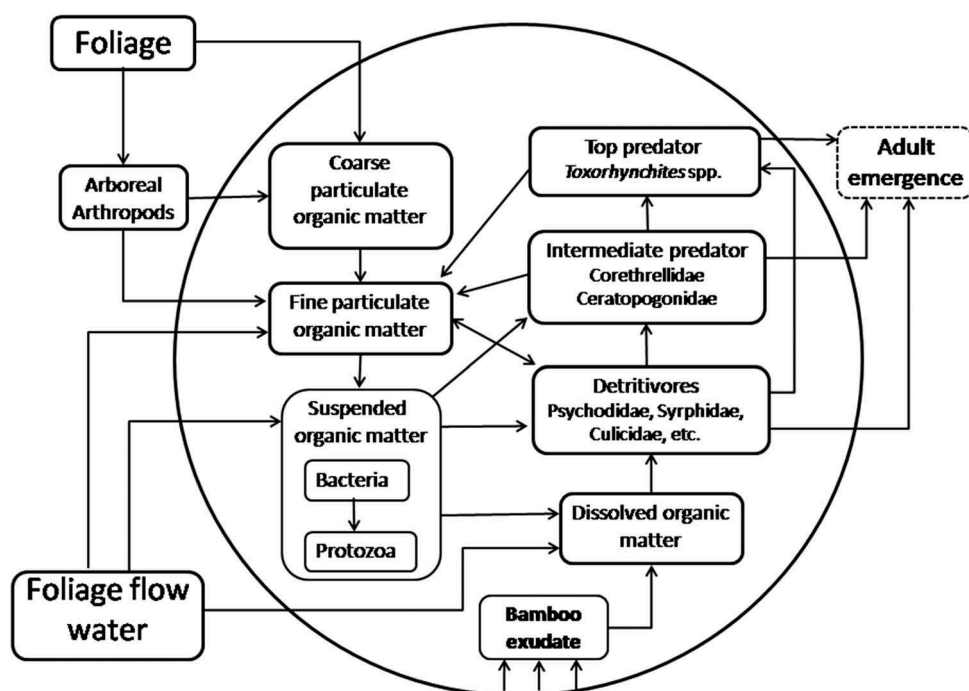 Foliage
Arboreal
Arthropods
Coarse
particulate
organic matter
Fine particulate
organic matter
Suspended
organic matter
Bacteria
Protozoa
Foliage flow
water
Top predator
Toxorhynchites spp.
Intermediate predator
Corethrellidae
Ceratopogonidae
Detritivores
Psychodidae, Syrphidae,
Culicidae, etc.
Dissolved organic
matter
Bamboo
exudate
Adult
emergence